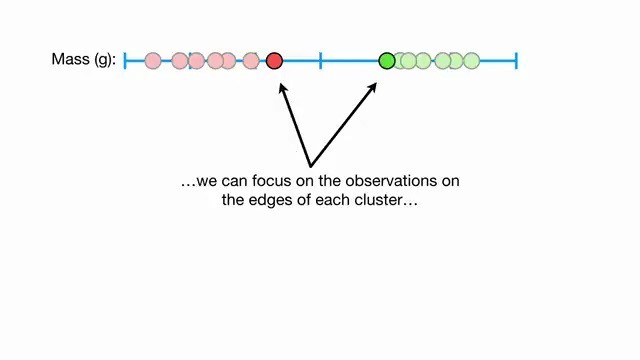 Mass (g):
…we can focus on the observations on
the edges of each cluster…